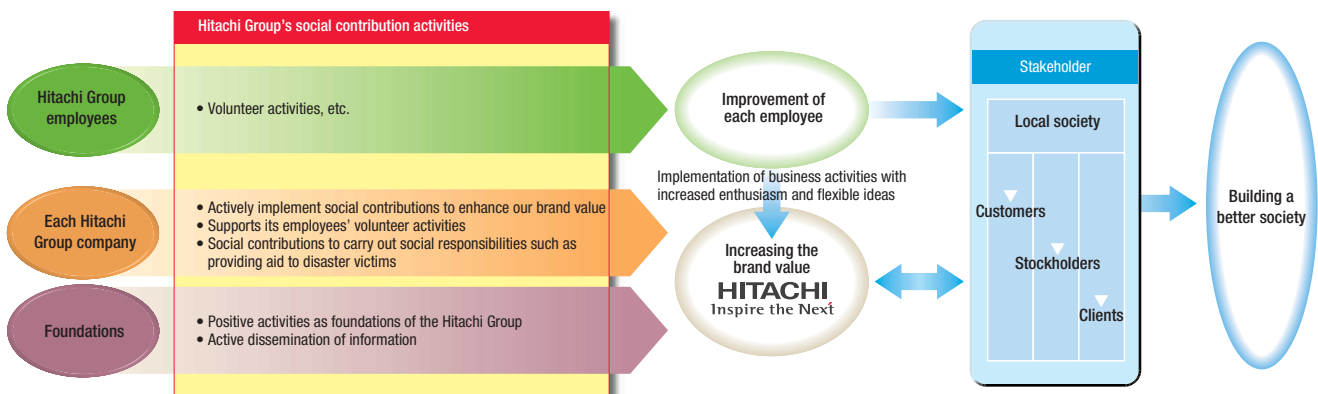 Hitachi Group's social contribution activities
Hitachi Group
employees
• Volunteer activities, etc.
Each Hitachi
Group company
• Actively implement social contributions to enhance our brand value
• Supports its employees' volunteer activities
• Social contributions to carry out social responsibilities such as
providing aid to disaster victims
Foundations
• Positive activities as foundations of the Hitachi Group
• Active dissemination of information
Improvement of
each employee
Implementation of business activities with
increased enthusiasm and flexible ideas
Increasing the
brand value
HITACHI
Inspire the Next
Stakeholder
Local society
Customers
Stockholders
Clients
Building a
better society